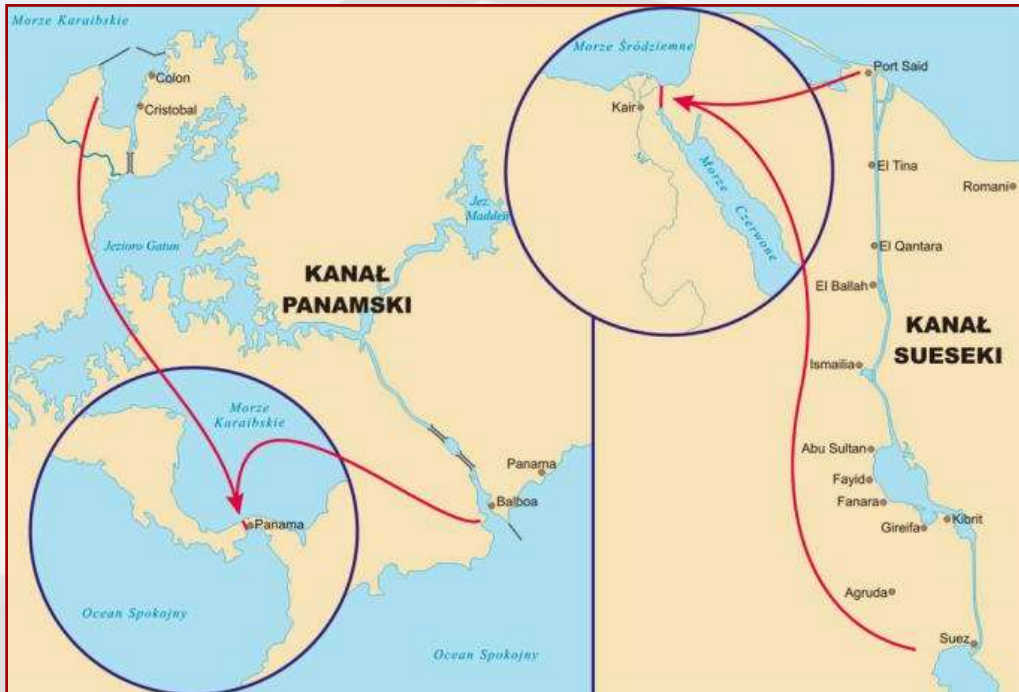 Morze Karaibskie
Colon
Cristobal
Jezioro Gatun
Jez.
Madden
KANAŁ
PANAMSKI
Morze
Karaibskie
Panama
Ocean Spokojny
Panama
Balboa
Ocean Spokojny
Morze Śródziemne
Kair
Nil
Morze Czerwone
Port Said
El Tina
Romani
El Qantara
El Ballah
KANAŁ
SUESEKI
Ismailia
Abu Sultan
Fayid
Fanara
Gireifa
Kibrit
Agruda
Suez